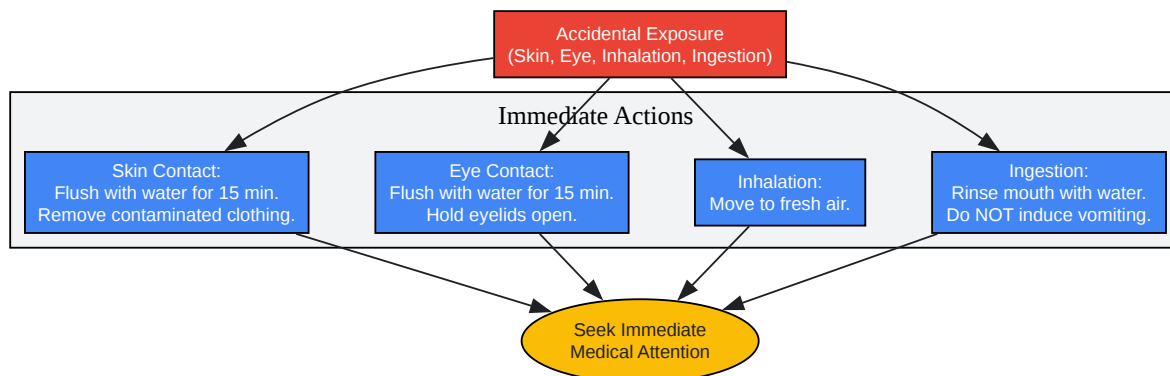 Accidental Exposure
(Skin, Eye, Inhalation, Ingestion)
Immediate Actions
Skin Contact:
Flush with water for 15 min.
Remove contaminated clothing.
Eye Contact:
Flush with water for 15 min.
Hold eyelids open.
Inhalation:
Move to fresh air.
Ingestion:
Rinse mouth with water.
Do NOT induce vomiting.
Seek Immediate
Medical Attention